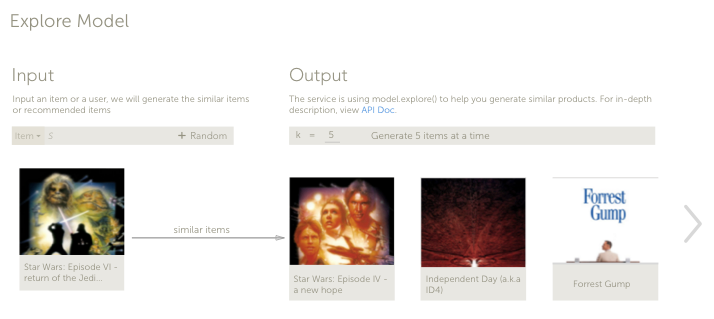 Explore Model
Input
Output
Input an item or a user, we will generate the similar items
or recommended items
The service is using model.explore() to help you generate similar products. For in-depth
description, view API Doc.
Item 5 + Random
k = 5 Generate 5 items at a time
similar items
Forrest
Gump
Star Wars: Episode VI -
return of the Jedi...
Star Wars: Episode IV -
a new hope
Independent Day (a.k.a
ID4)
Forrest Gump